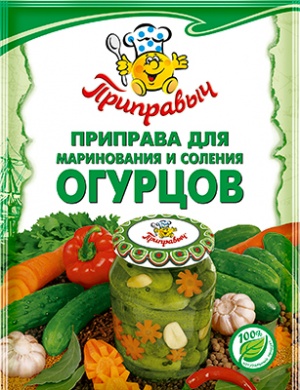 Приправыч
ПРИПРАВА ДЛЯ
МАРИНОВАНИЯ И СОЛЕНИЯ
ОГУРЦОВ
Приправыч
100%